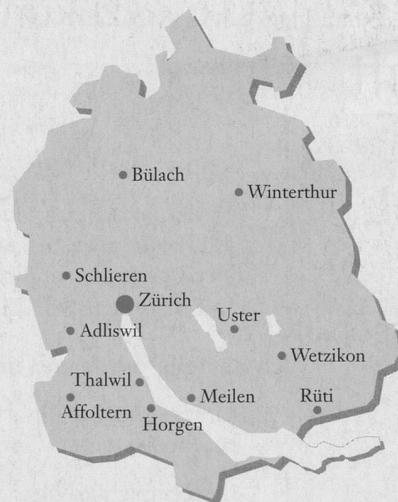 Bülach
Winterthur
Schlieren
Zürich
Uster
Adliswil
Wetzikon
Thalwil
Meilen
Rüti
Affoltern
Horgen